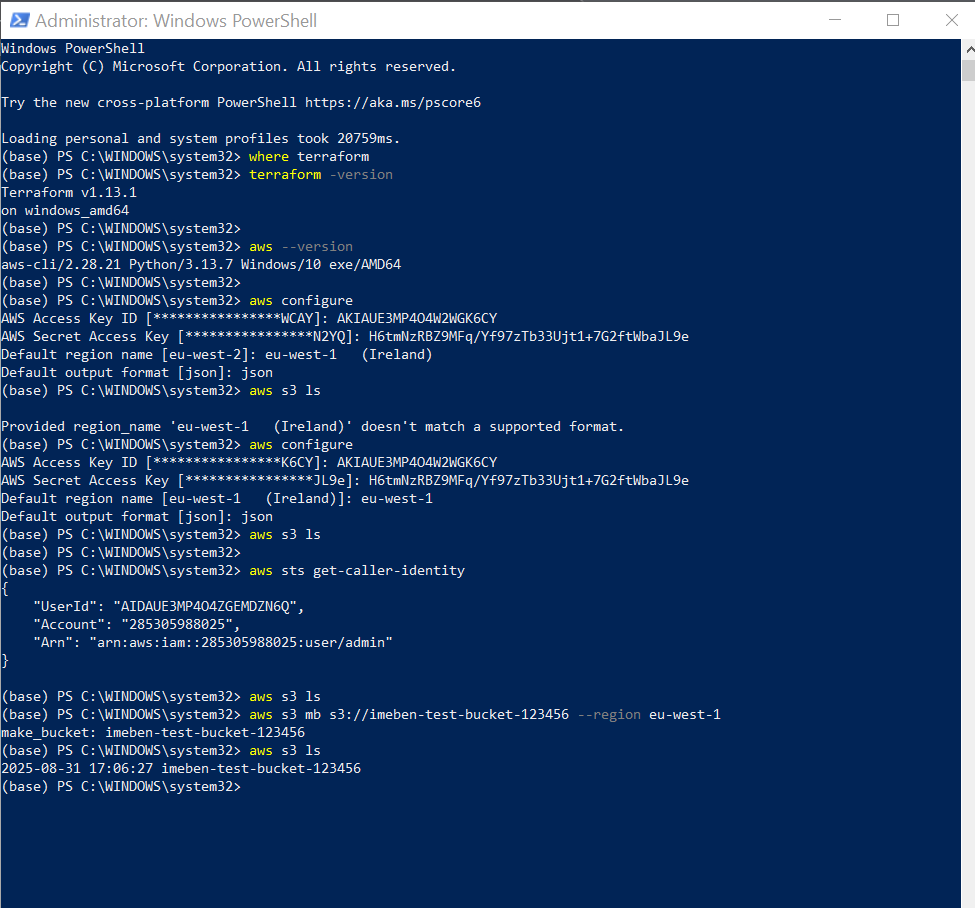 Administrator: Windows PowerShell
Windows PowerShell
Copyright (C) Microsoft Corporation. All rights reserved.
Try the new cross-platform PowerShell https://aka.ms/pscore6
Loading personal and system profiles took 20759ms.
(base) PS C:\WINDOWS\system32> where terraform
(base) PS C:\WINDOWS\system32> terraform -version
Terraform v1.13.1
on windows_amd64
(base) PS C:\WINDOWS\system32>
(base) PS C:\WINDOWS\system32> aws --version
aws-cli/2.28.21 Python/3.13.7 Windows/10 exe/AMD64
(base) PS C:\WINDOWS\system32>
(base) PS C:\WINDOWS\system32> aws configure
AWS Access Key ID [****************WCAY]: AKIAUE3MP4O4W2WGK6CY
AWS Secret Access Key [****************N2YQ]: 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
Default region name [eu-west-2]: eu-west-1   (Ireland)
Default output format [json]: json
(base) PS C:\WINDOWS\system32> aws s3 ls
Provided region_name 'eu-west-1   (Ireland)' doesn't match a supported format.
(base) PS C:\WINDOWS\system32> aws configure
AWS Access Key ID [****************K6CY]: AKIAUE3MP4O4W2WGK6CY
AWS Secret Access Key [****************JL9e]: 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
Default region name [eu-west-1   (Ireland)]: eu-west-1
Default output format [json]: json
(base) PS C:\WINDOWS\system32> aws s3 ls
(base) PS C:\WINDOWS\system32>
(base) PS C:\WINDOWS\system32> aws sts get-caller-identity
{
    "UserId": "AIDAUE3MP4O4ZGEMDZN6Q",
    "Account": "285305988025",
    "Arn": "arn:aws:iam::285305988025:user/admin"
}
(base) PS C:\WINDOWS\system32> aws s3 ls
(base) PS C:\WINDOWS\system32> aws s3 mb s3://imeben-test-bucket-123456 --region eu-west-1
make_bucket: imeben-test-bucket-123456
(base) PS C:\WINDOWS\system32> aws s3 ls
2025-08-31 17:06:27 imeben-test-bucket-123456
(base) PS C:\WINDOWS\system32>